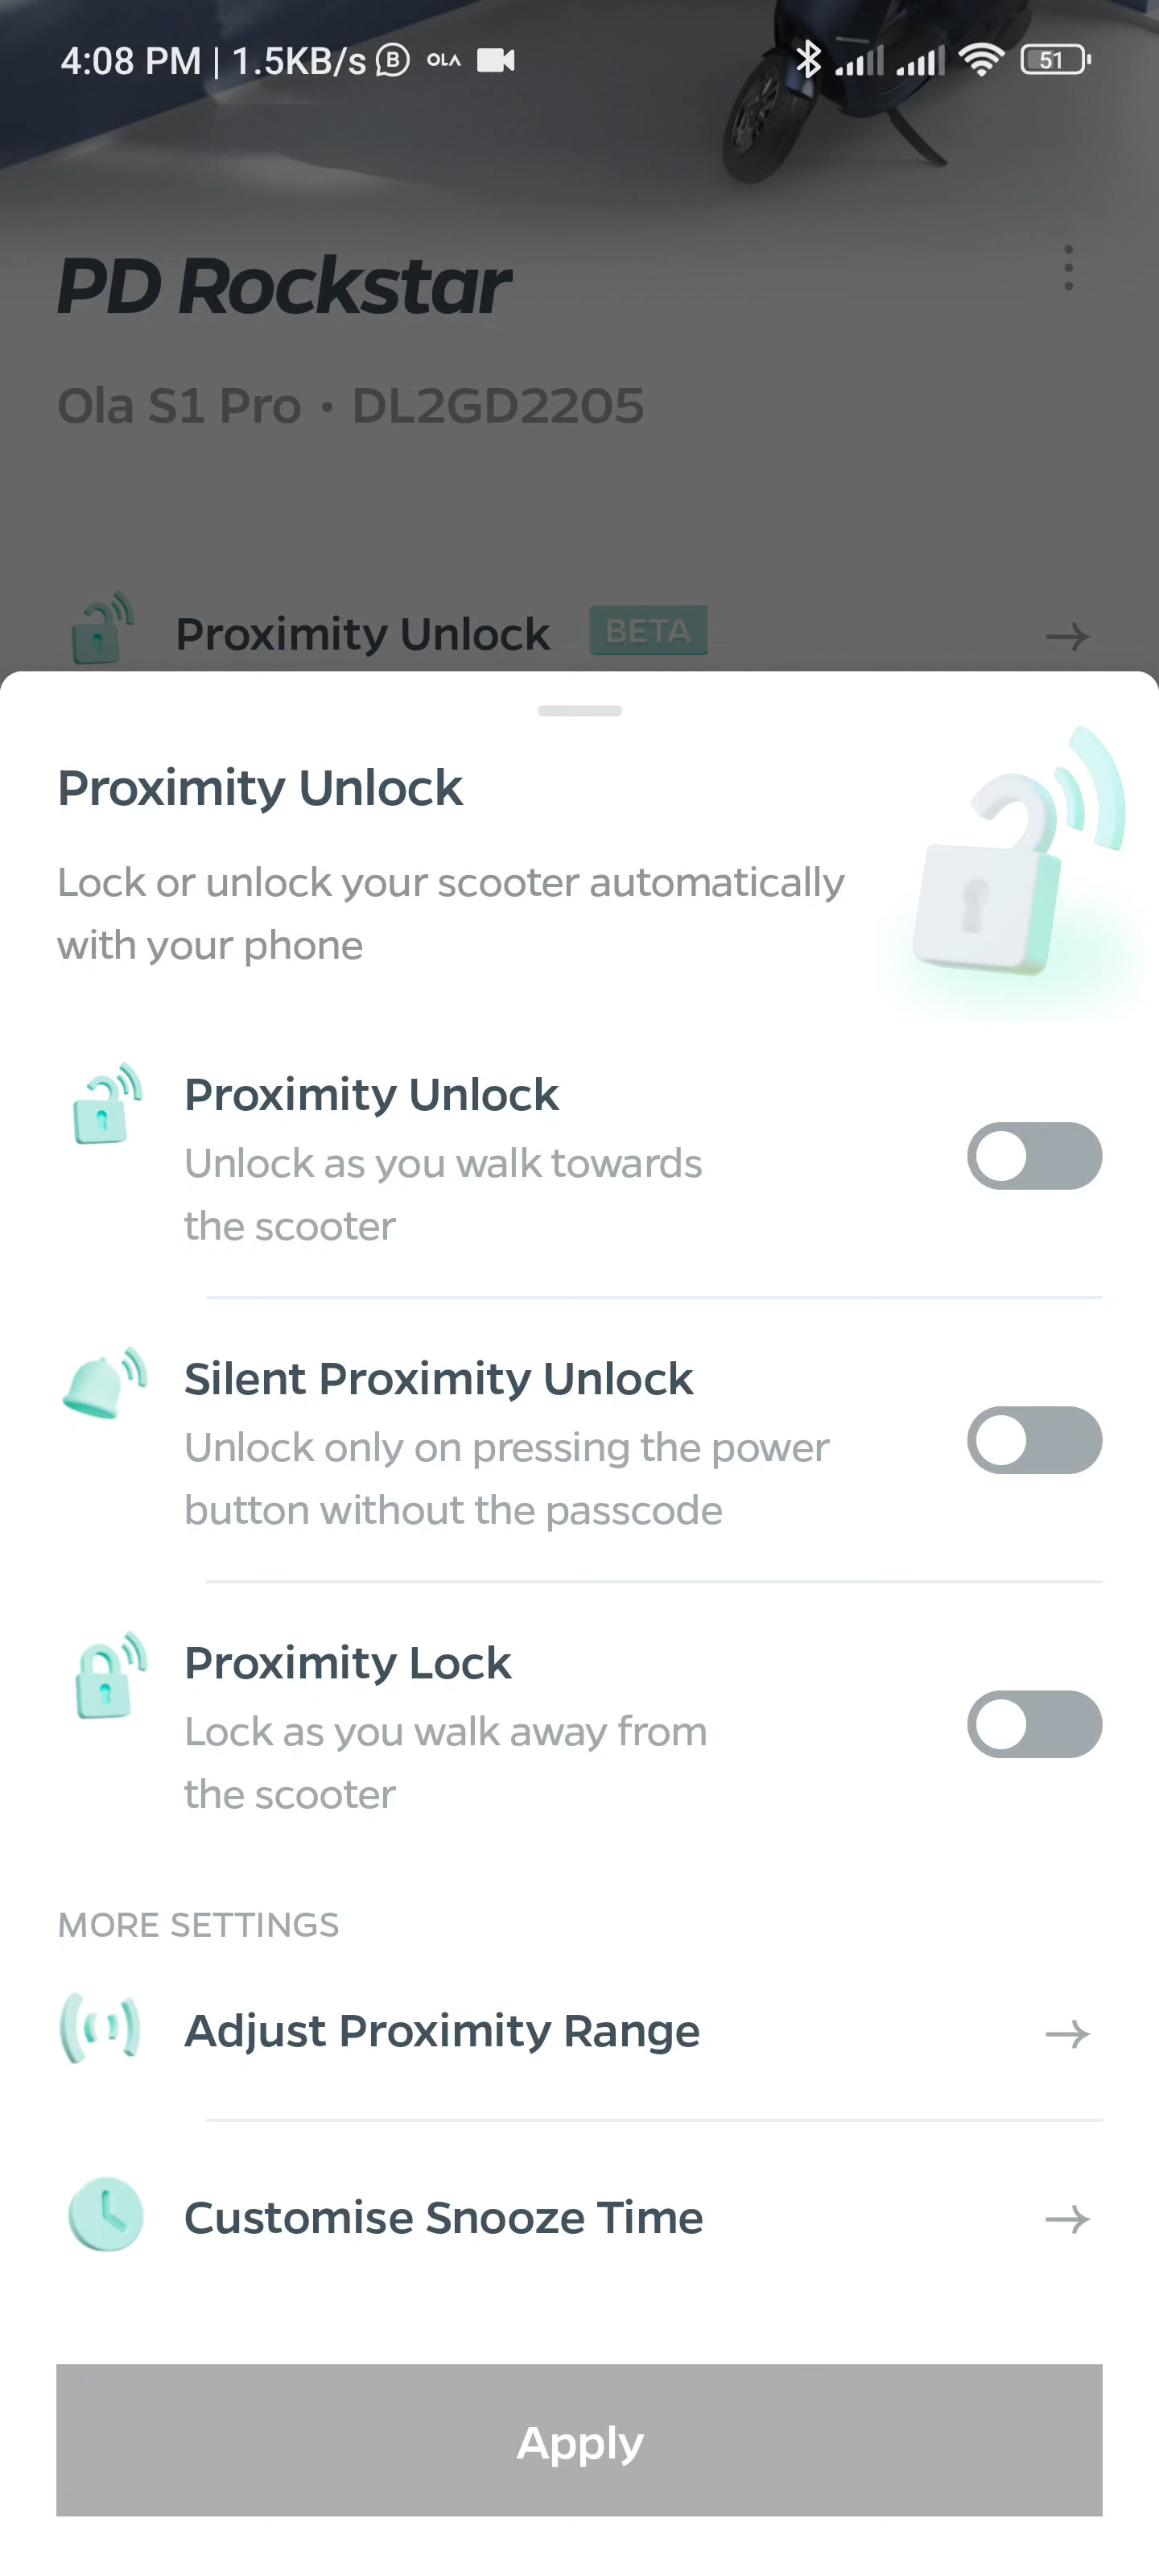 4:08 PM | 1.5KB/s B OLA 51
PD Rockstar
Ola S1 Pro • DL2GD2205
Proximity Unlock BETA
Proximity Unlock
Lock or unlock your scooter automatically
with your phone
Proximity Unlock
Unlock as you walk towards
the scooter
Silent Proximity Unlock
Unlock only on pressing the power
button without the passcode
Proximity Lock
Lock as you walk away from
the scooter
MORE SETTINGS
Adjust Proximity Range
Customise Snooze Time
Apply